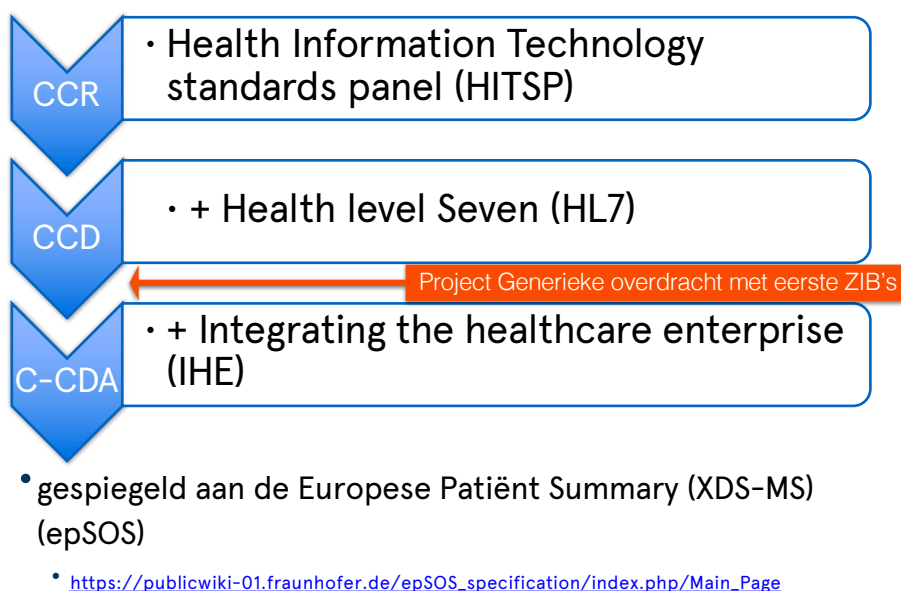 CCR
· Health Information Technology
standards panel (HITSP)
CCD
· + Health level Seven (HL7)
Project Generieke overdracht met eerste ZIB's
C-CDA
· + Integrating the healthcare enterprise
(IHE)
• gespiegeld aan de Europese Patiënt Summary (XDS-MS)
(epSOS)
• https://publicwiki-01.fraunhofer.de/epSOS_specification/index.php/Main_Page